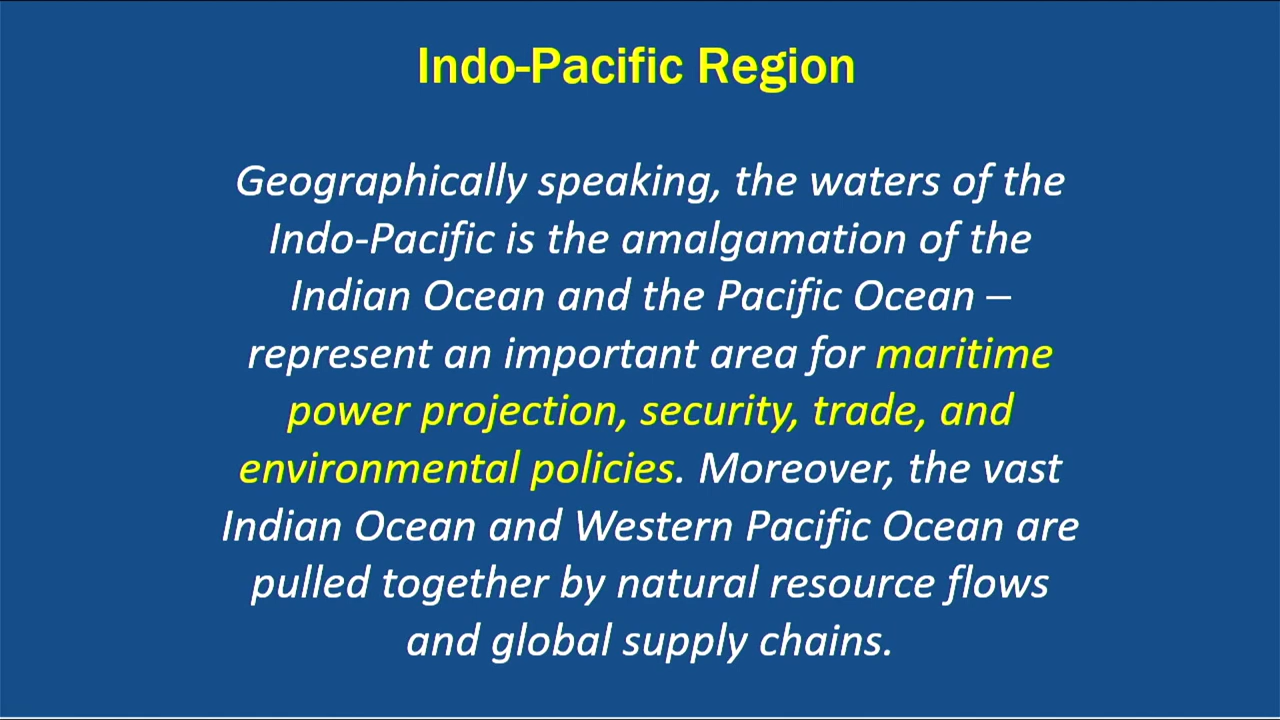 Indo-Pacific Region
Geographically speaking, the waters of the
Indo-Pacific is the amalgamation of the
Indian Ocean and the Pacific Ocean –
represent an important area for maritime
power projection, security, trade, and
environmental policies. Moreover, the vast
Indian Ocean and Western Pacific Ocean are
pulled together by natural resource flows
and global supply chains.